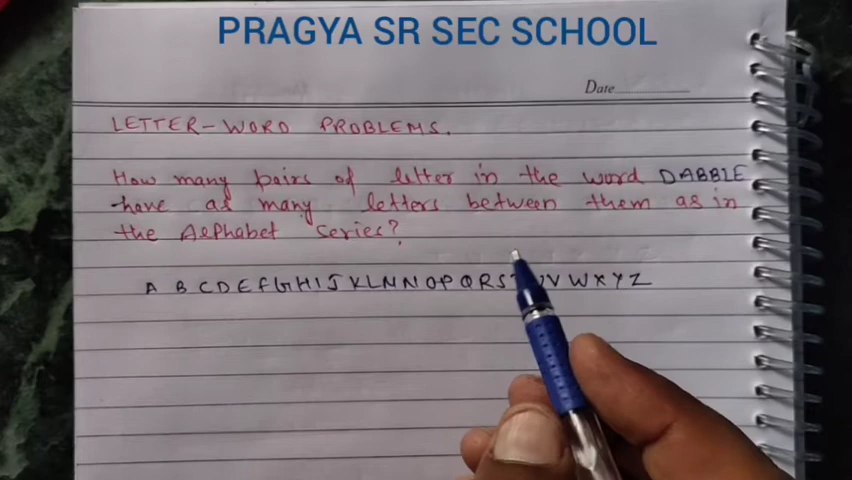 PRAGYA SR SEC SCHOOL
Date
LETTER-WORD PROBLEMS.
How many pairs of letter in the word DABBLE
have as many letters between them as in
the Alphabet series?
A B C D E F G H I J K L M N O P Q R S T U V W X Y Z